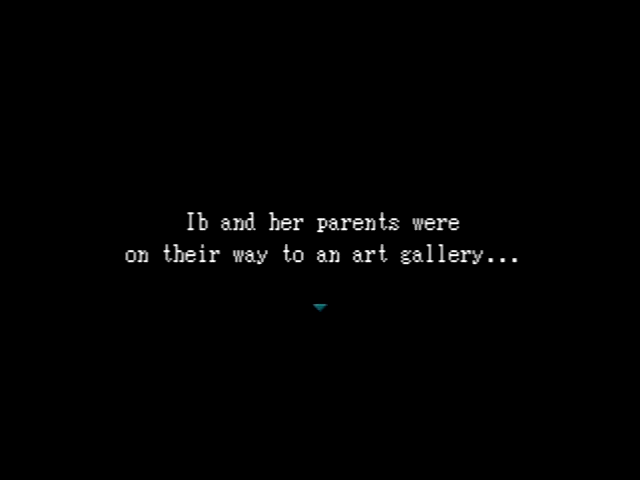 Ib and her parents were
on their way to an art gallery...